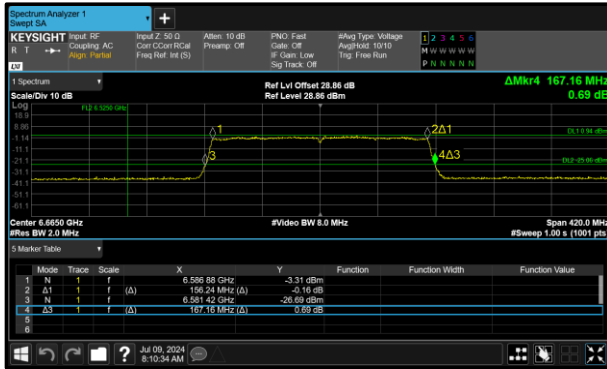 Spectrum Analyzer 1
Swept SA
KEYSIGHT Input: RF Input Z: 50 Ω Atten: 10 dB PNO: Fast #Avg Type: Voltage 1 2 3 4 5 6
R T Coupling: AC Corr CCorr RCal Preamp: Off Gate: Off Avg|Hold: 10/10 M W W W W W
Align: Partial Freq Ref: Int (S) IF Gain: Low Trig: Free Run P N N N N N
LXI Sig Track: Off
1 Spectrum Ref Lvl Offset 28.86 dB ΔMkr4 167.16 MHz
Scale/Div 10 dB Ref Level 28.86 dBm 0.69 dB
Log
18.9
8.86
-1.14
-11.1
-21.1
-31.1
-41.1
-51.1
-61.1
1
2Δ1
DL1 0.94 dBm
3
4Δ3
Center 6.6650 GHz #Video BW 8.0 MHz Span 420.0 MHz
#Res BW 2.0 MHz #Sweep 1.00 s (1001 pts)
5 Marker Table
Mode Trace Scale X Y Function Function Width Function Value
1 N 1 f 6.586 88 GHz -3.31 dBm
2 Δ1 1 f (Δ) 156.24 MHz (Δ) -0.16 dB
3 N 1 f 6.581 42 GHz -26.69 dBm
4 Δ3 1 f (Δ) 167.16 MHz (Δ) 0.69 dB
5
6
? Jul 09, 2024
8:10:34 AM